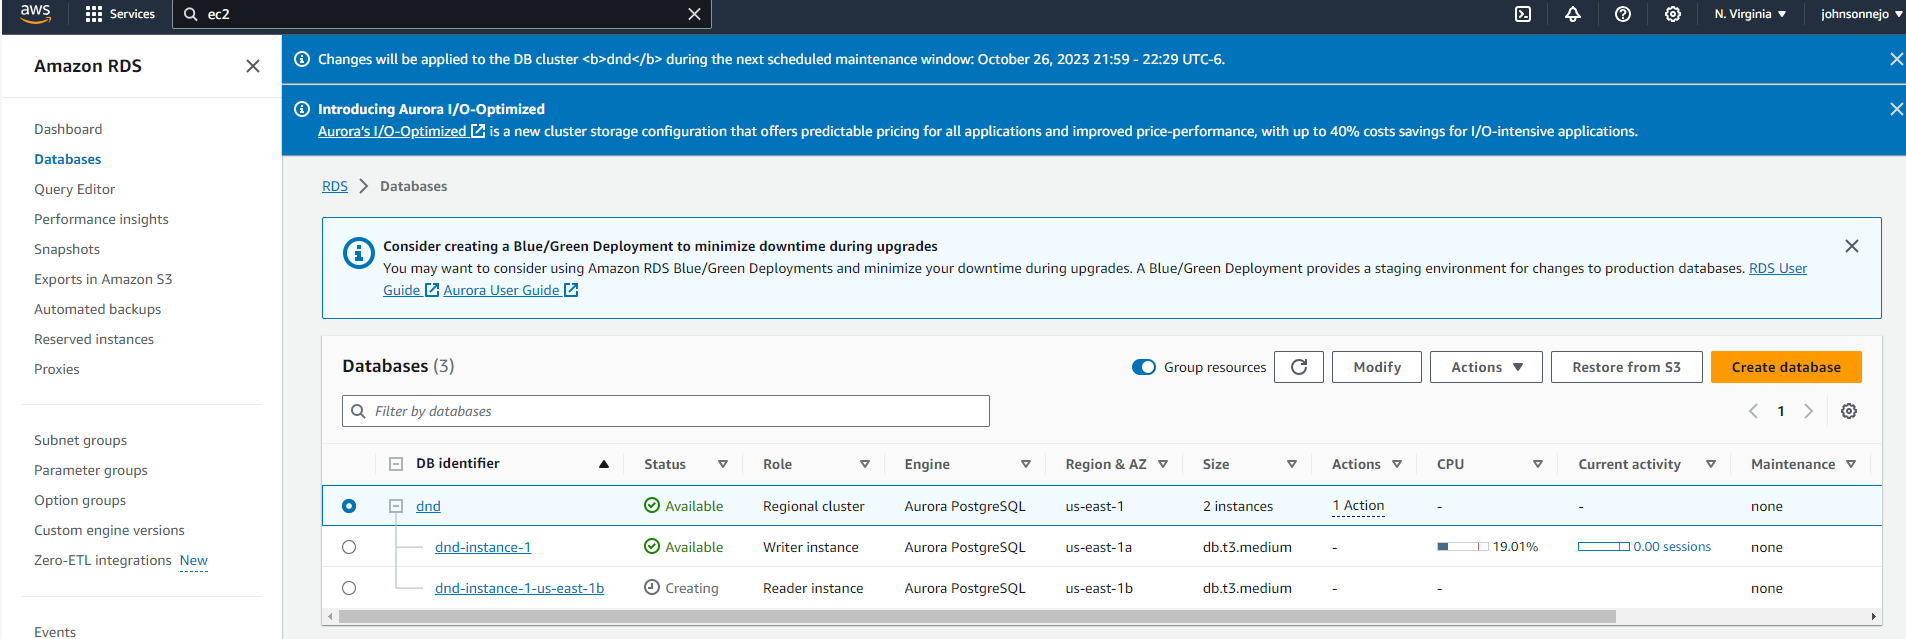 aws
Services
ec2
N. Virginia
johnsonnejo
Amazon RDS
Dashboard
Databases
Query Editor
Performance insights
Snapshots
Exports in Amazon S3
Automated backups
Reserved instances
Proxies
Subnet groups
Parameter groups
Option groups
Custom engine versions
Zero-ETL integrations New
Events
Changes will be applied to the DB cluster <b>dnd</b> during the next scheduled maintenance window: October 26, 2023 21:59 - 22:29 UTC-6.
Introducing Aurora I/O-Optimized
Aurora's I/O-Optimized is a new cluster storage configuration that offers predictable pricing for all applications and improved price-performance, with up to 40% costs savings for I/O-intensive applications.
RDS > Databases
Consider creating a Blue/Green Deployment to minimize downtime during upgrades
You may want to consider using Amazon RDS Blue/Green Deployments and minimize your downtime during upgrades. A Blue/Green Deployment provides a staging environment for changes to production databases. RDS User
Guide Aurora User Guide
Databases (3)
Group resources
Modify
Actions
Restore from S3
Create database
Filter by databases
1
DB identifier Status Role Engine Region & AZ Size Actions CPU Current activity Maintenance
dnd Available Regional cluster Aurora PostgreSQL us-east-1 2 instances 1 Action - - none
dnd-instance-1 Available Writer instance Aurora PostgreSQL us-east-1a db.t3.medium - 19.01% 0.00 sessions none
dnd-instance-1-us-east-1b Creating Reader instance Aurora PostgreSQL us-east-1b db.t3.medium - - none